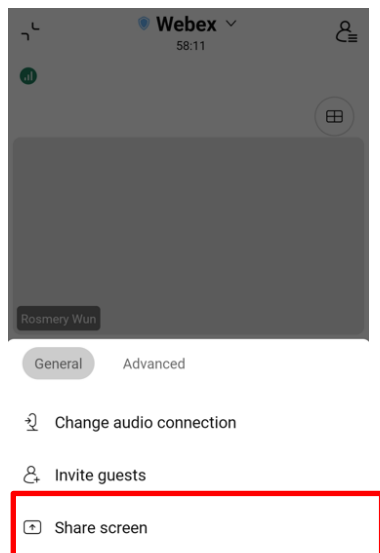 Webex
58:11
Rosmery Wun
General Advanced
Change audio connection
Invite guests
Share screen